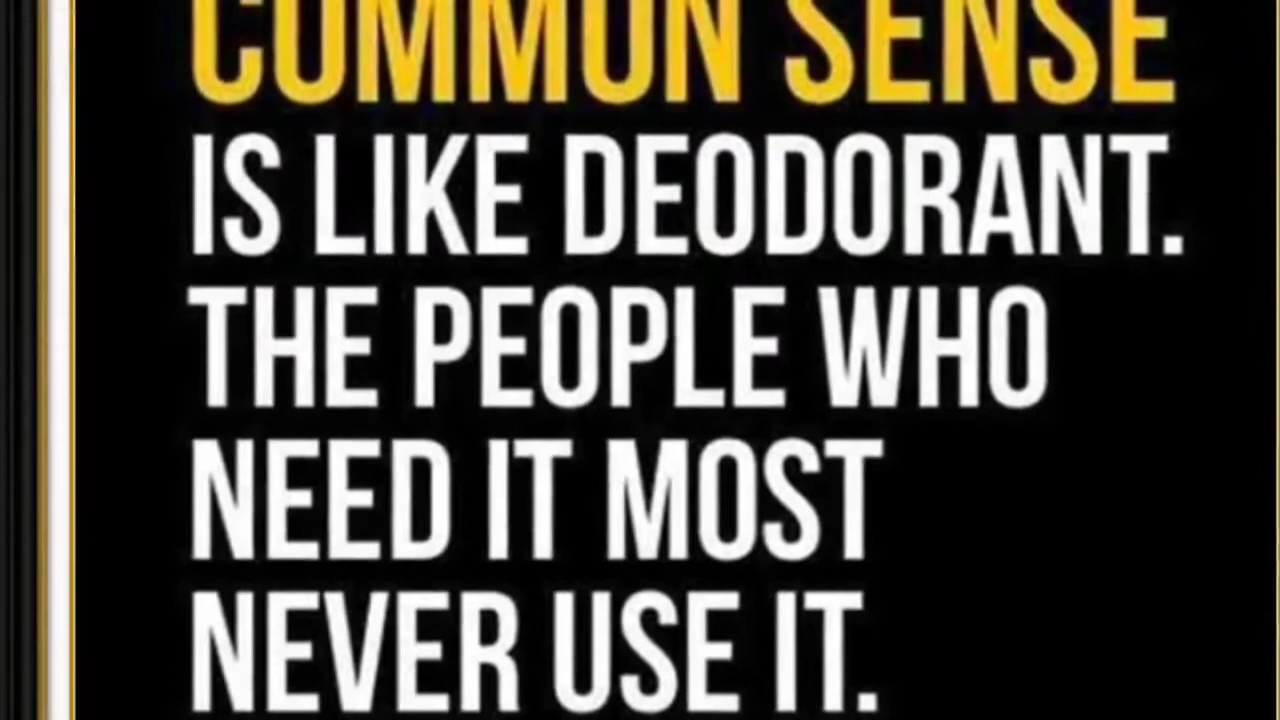 COMMON SENSE
IS LIKE DEODORANT.
THE PEOPLE WHO
NEED IT MOST
NEVER USE IT.